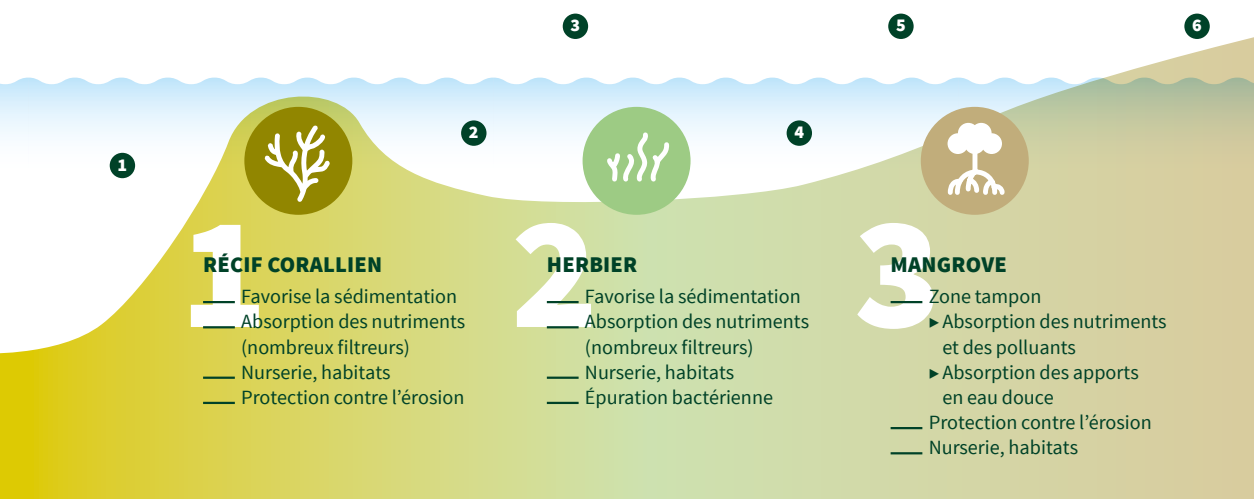 3
5
6
2
4
1
1
RÉCIF CORALLIEN
Favorise la sédimentation
Absorption des nutriments
(nombreux filtreurs)
Nurserie, habitats
Protection contre l'érosion
2
HERBIER
Favorise la sédimentation
Absorption des nutriments
(nombreux filtreurs)
Nurserie, habitats
Épuration bactérienne
3
MANGROVE
Zone tampon
▸ Absorption des nutriments
et des polluants
▸ Absorption des apports
en eau douce
Protection contre l'érosion
Nurserie, habitats